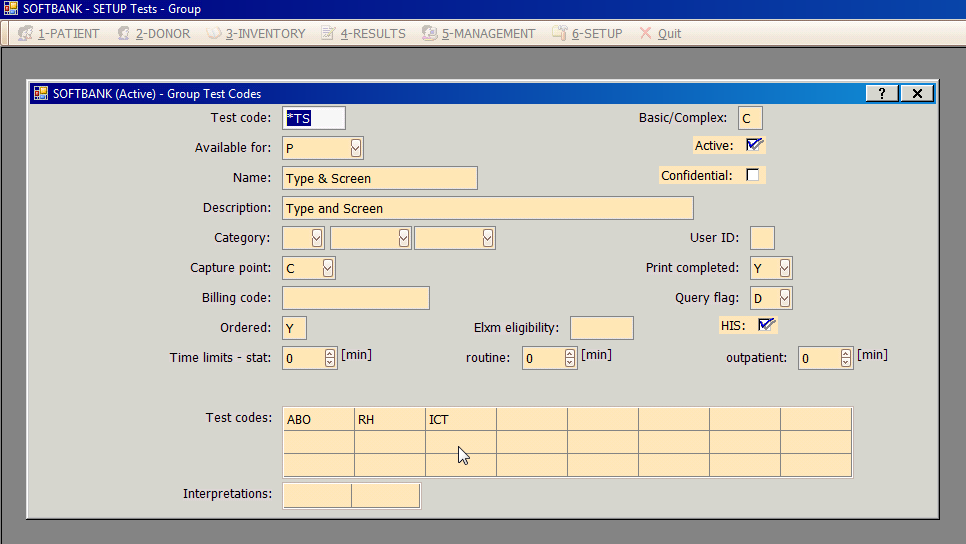 SOFTBANK - SETUP Tests - Group
1-PATIENT 2-DONOR 3-INVENTORY 4-RESULTS 5-MANAGEMENT 6-SETUP Quit
SOFTBANK (Active) - Group Test Codes ?
Test code: *TS Basic/Complex: C
Available for: P Active:
Name: Type & Screen Confidential:
Description: Type and Screen
Category: User ID:
Capture point: C Print completed: Y
Billing code: Query flag: D
Ordered: Y Elxm eligibility: HIS:
Time limits - stat: 0 [min] routine: 0 [min] outpatient: 0 [min]
Test codes: ABO RH ICT
Interpretations: